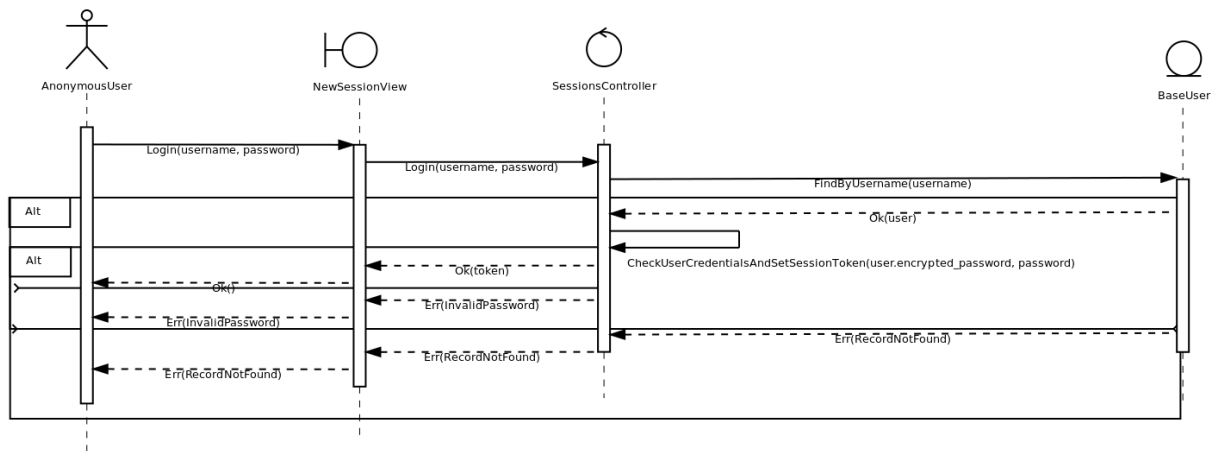 AnonymousUser
NewSessionView
SessionsController
BaseUser
Login(username, password)
Login(username, password)
FindByUsername(username)
Alt
Ok(user)
Alt
CheckUserCredentialsAndSetSessionToken(user.encrypted_password, password)
Ok(token)
Ok()
Err(InvalidPassword)
Err(InvalidPassword)
Err(RecordNotFound)
Err(RecordNotFound)
Err(RecordNotFound)